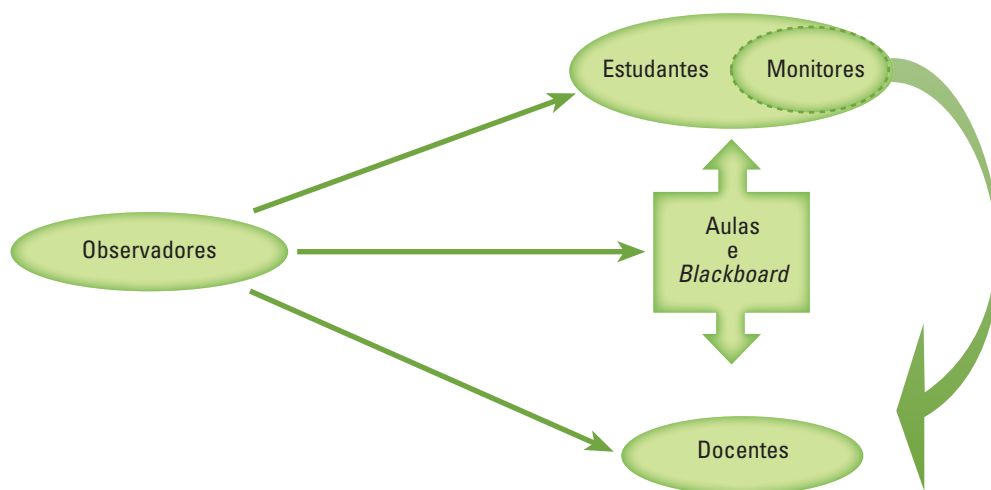 Estudantes
Monitores
Observadores
Aulas
e
Blackboard
Docentes